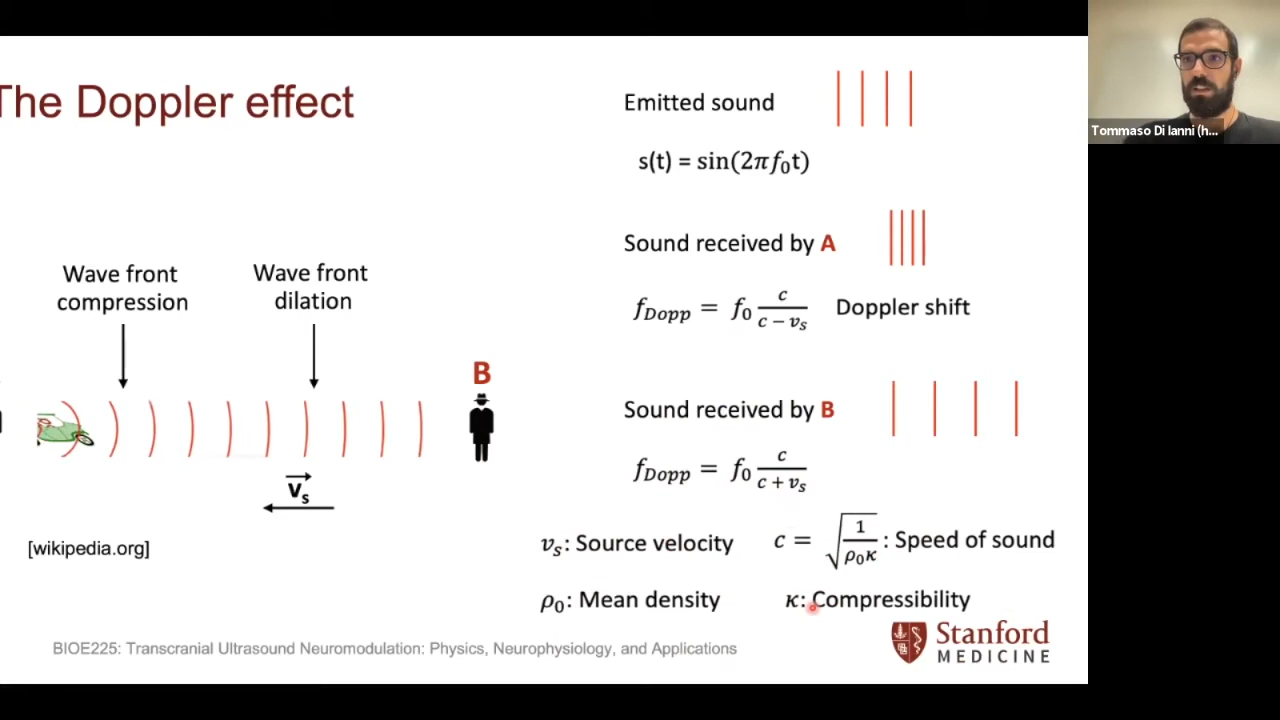 The Doppler effect
Emitted sound
s(t) = sin(2πf₀t)
Sound received by A
f_Dopp = f₀ c/(c − v_s) Doppler shift
Wave front compression
Wave front dilation
B
Sound received by B
f_Dopp = f₀ c/(c + v_s)
v_s
[wikipedia.org]
v_s: Source velocity
c = √(1/(ρ₀κ)) : Speed of sound
ρ₀: Mean density
κ: Compressibility
BIOE225: Transcranial Ultrasound Neuromodulation: Physics, Neurophysiology, and Applications
Stanford
MEDICINE
Tommaso Di Ianni (h...